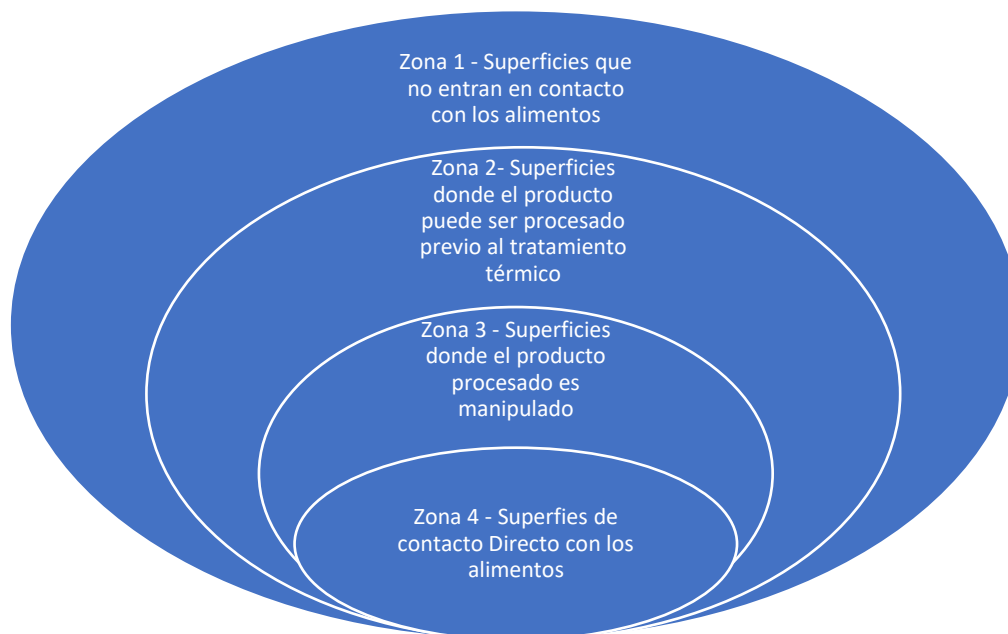 Zona 1 - Superficies que
no entran en contacto
con los alimentos
Zona 2- Superficies
donde el producto
puede ser procesado
previo al tratamiento
térmico
Zona 3 - Superficies
donde el producto
procesado es
manipulado
Zona 4 - Superfies de
contacto Directo con los
alimentos